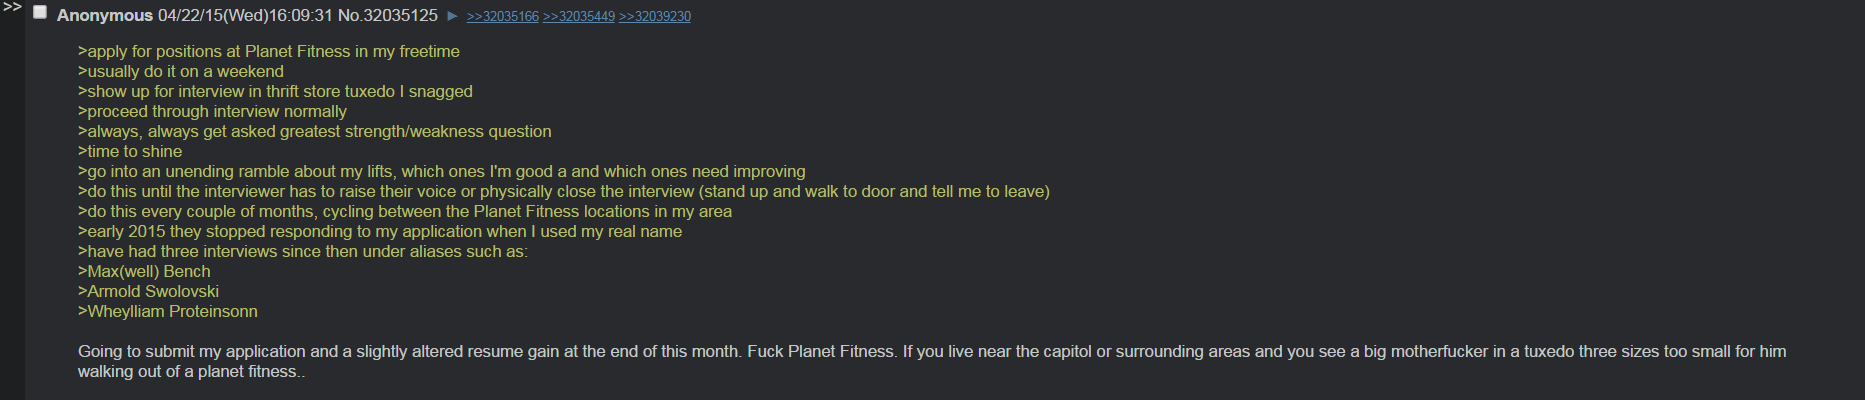 >>
Anonymous 04/22/15(Wed)16:09:31 No.32035125 ▶ >>32035166 >>32035449 >>32039230
>apply for positions at Planet Fitness in my freetime
>usually do it on a weekend
>show up for interview in thrift store tuxedo I snagged
>proceed through interview normally
>always, always get asked greatest strength/weakness question
>time to shine
>go into an unending ramble about my lifts, which ones I'm good a and which ones need improving
>do this until the interviewer has to raise their voice or physically close the interview (stand up and walk to door and tell me to leave)
>do this every couple of months, cycling between the Planet Fitness locations in my area
>early 2015 they stopped responding to my application when I used my real name
>have had three interviews since then under aliases such as:
>Max(well) Bench
>Armold Swolovski
>Wheylliam Proteinsonn
Going to submit my application and a slightly altered resume gain at the end of this month. Fuck Planet Fitness. If you live near the capitol or surrounding areas and you see a big motherfucker in a tuxedo three sizes too small for him
walking out of a planet fitness..